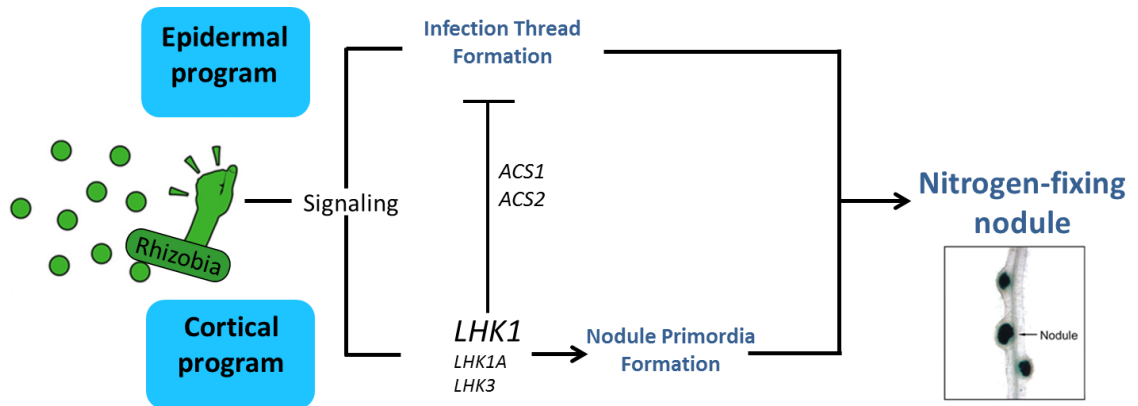 Epidermal
program
Infection Thread
Formation
ACS1
ACS2
Rhizobia
Signaling
Nitrogen-fixing
nodule
Cortical
program
LHK1
LHK1A
LHK3
Nodule Primordia
Formation
Nodule